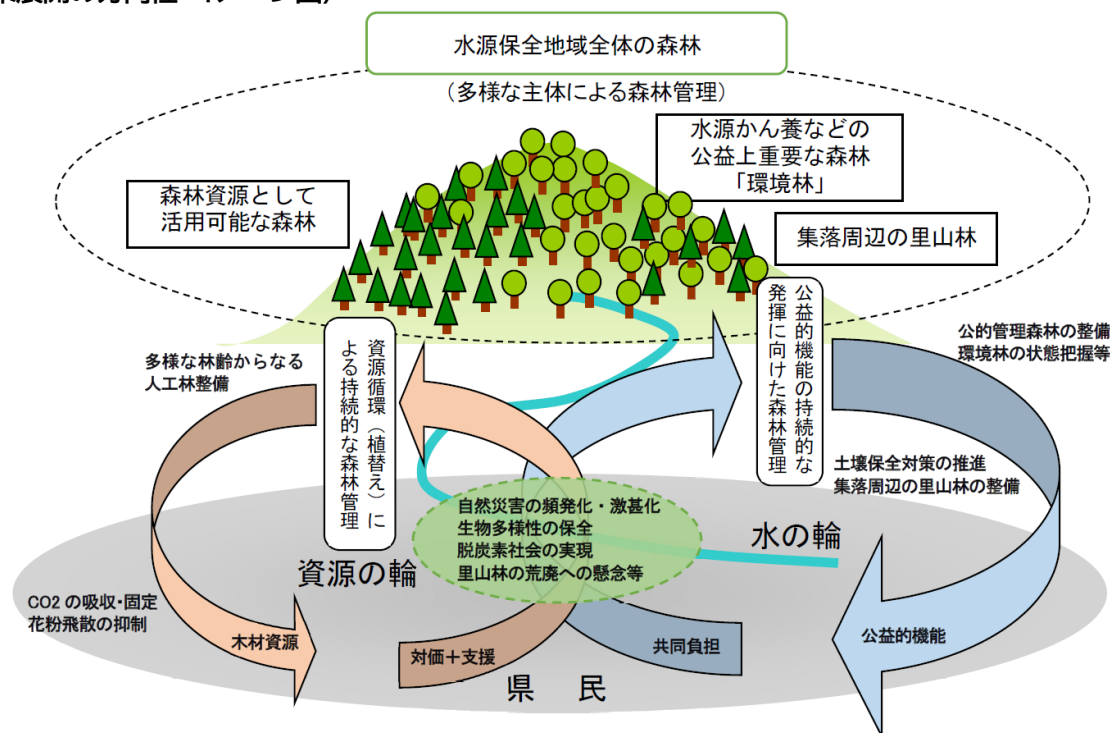 水源保全地域全体の森林
(多様な主体による森林管理)
水源かん養などの
公益上重要な森林
「環境林」
森林資源として
活用可能な森林
集落周辺の里山林
公益的機能の持続的な
発揮に向けた森林管理
資源循環(植替え)に
よる持続的な森林管理
多様な林齢からなる
人工林整備
公的管理森林の整備
環境林の状態把握等
土壌保全対策の推進
集落周辺の里山林の整備
自然災害の頻発化・激甚化
生物多様性の保全
脱炭素社会の実現
里山林の荒廃への懸念等
水の輪
資源の輪
CO2 の吸収・固定
花粉飛散の抑制
木材資源
対価+支援
共同負担
公益的機能
県 民